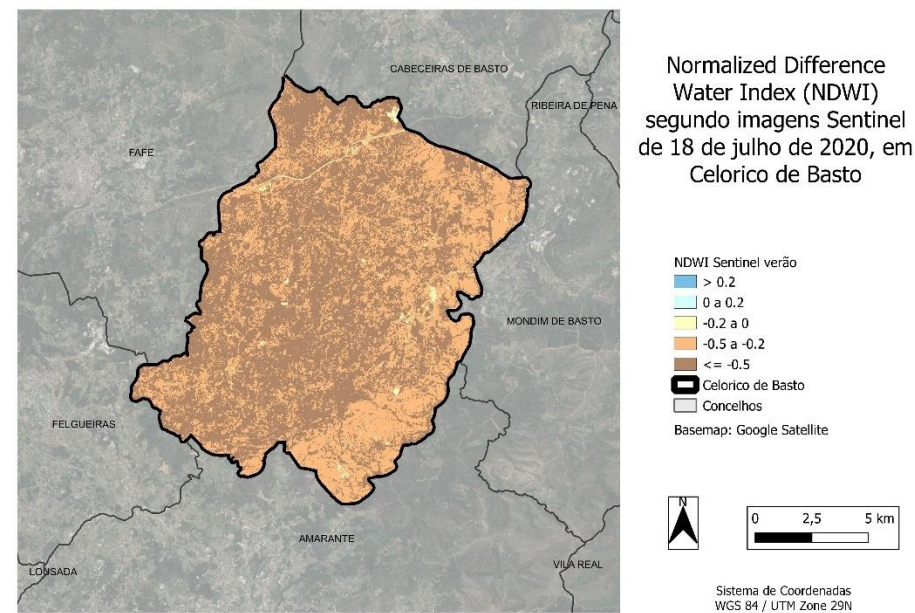 CABECEIRAS DE BASTO
RIBEIRA DE PENA
FAFE
MONDIM DE BASTO
FELGUEIRAS
AMARANTE
LOUSADA
VILA REAL
Normalized Difference
Water Index (NDWI)
segundo imagens Sentinel
de 18 de julho de 2020, em
Celorico de Basto
NDWI Sentinel verão
> 0.2
0 a 0.2
-0.2 a 0
-0.5 a -0.2
<= -0.5
Celorico de Basto
Concelhos
Basemap: Google Satellite
N
0 2,5 5 km
Sistema de Coordenadas
WGS 84 / UTM Zone 29N